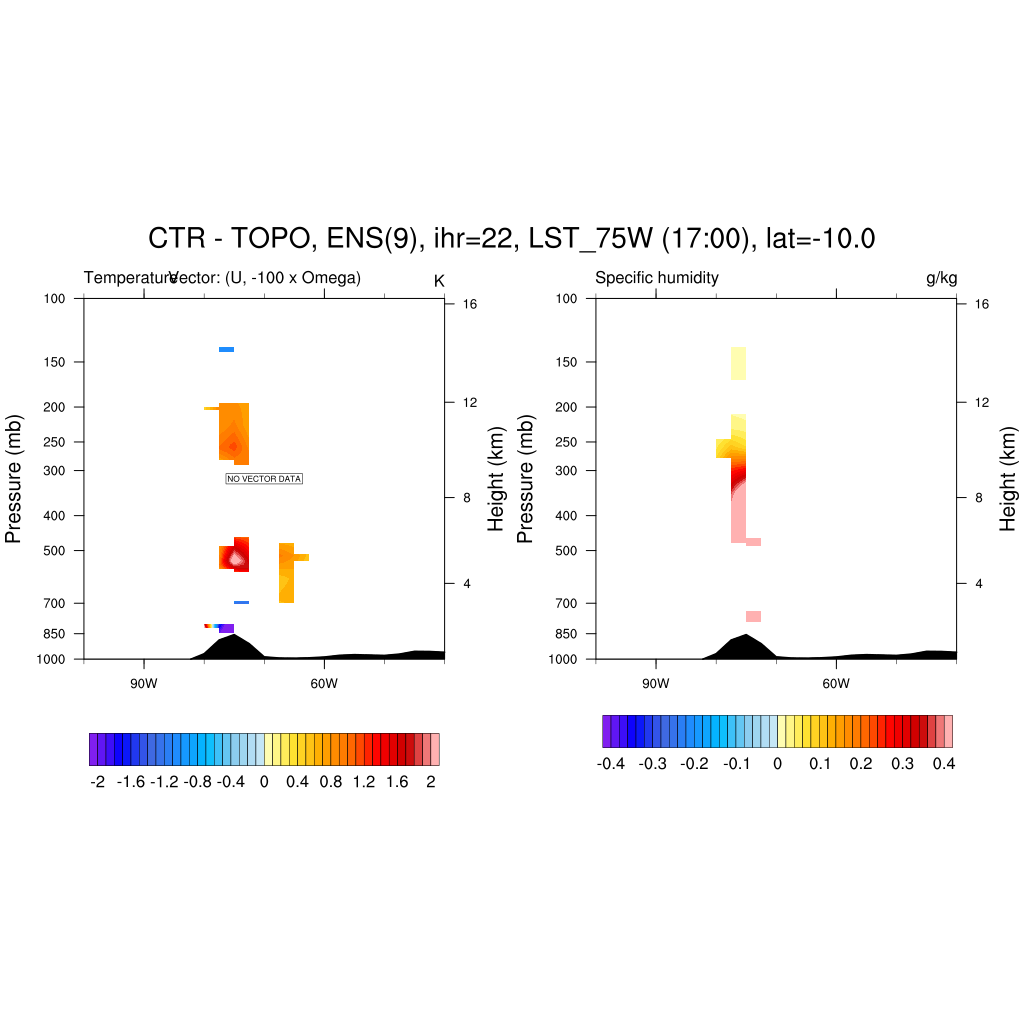 CTR - TOPO, ENS(9), ihr=22, LST_75W (17:00), lat=-10.0
Temperature Vector: (U, -100 x Omega) K
Specific humidity g/kg
Pressure (mb)
100
150
200
250
300
400
500
700
850
1000
NO VECTOR DATA
16
12
8
4
Height (km)
90W 60W
-2 -1.6 -1.2 -0.8 -0.4 0 0.4 0.8 1.2 1.6 2
Pressure (mb)
100
150
200
250
300
400
500
700
850
1000
16
12
8
4
Height (km)
90W 60W
-0.4 -0.3 -0.2 -0.1 0 0.1 0.2 0.3 0.4